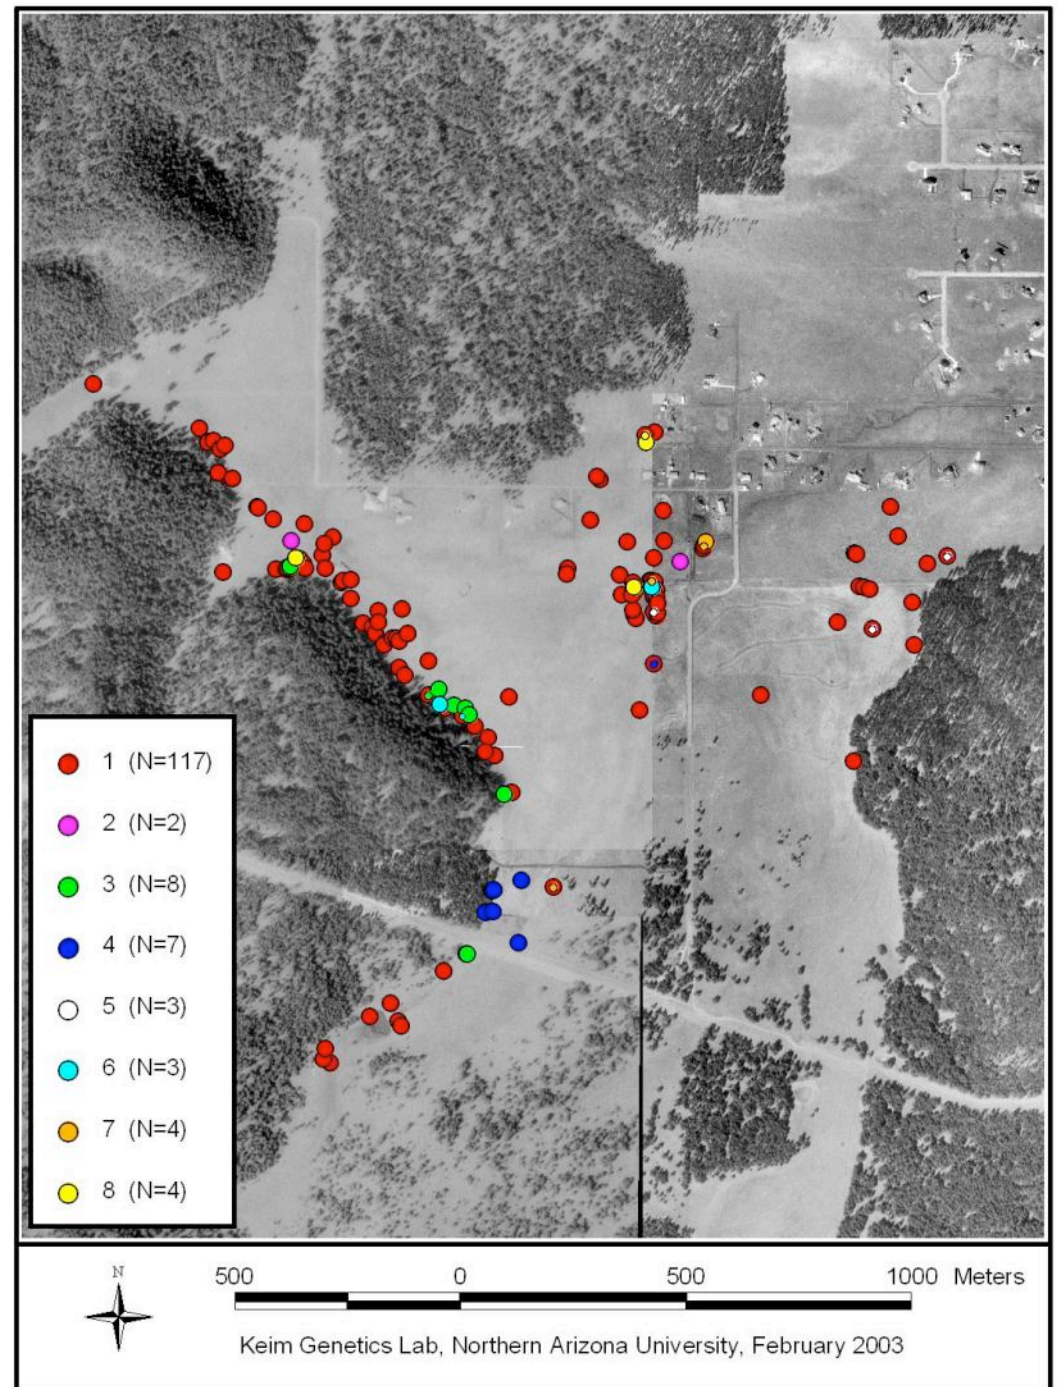 1 (N=117)
2 (N=2)
3 (N=8)
4 (N=7)
5 (N=3)
6 (N=3)
7 (N=4)
8 (N=4)
N
500 0 500 1000 Meters
Keim Genetics Lab, Northern Arizona University, February 2003